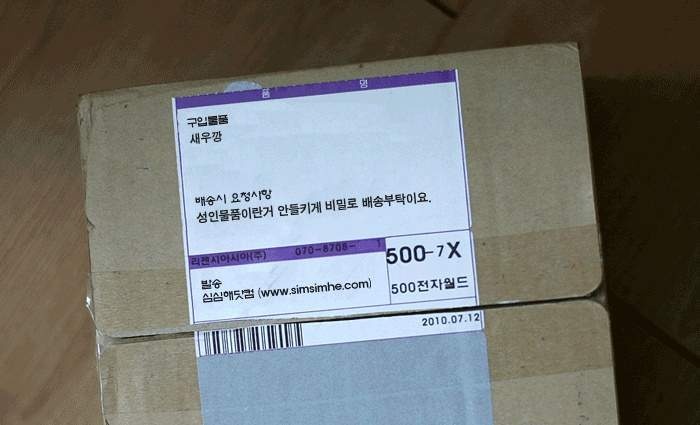 품 명
구입물품
새우깡
배송시 요청사항
성인물품이란거 안들키게 비밀로 배송부탁이요.
리젠시아시아(주) 070-8708- 1
500-7X
발송
심심해닷컴 (www.simsimhe.com)
500전자월드
2010.07.12